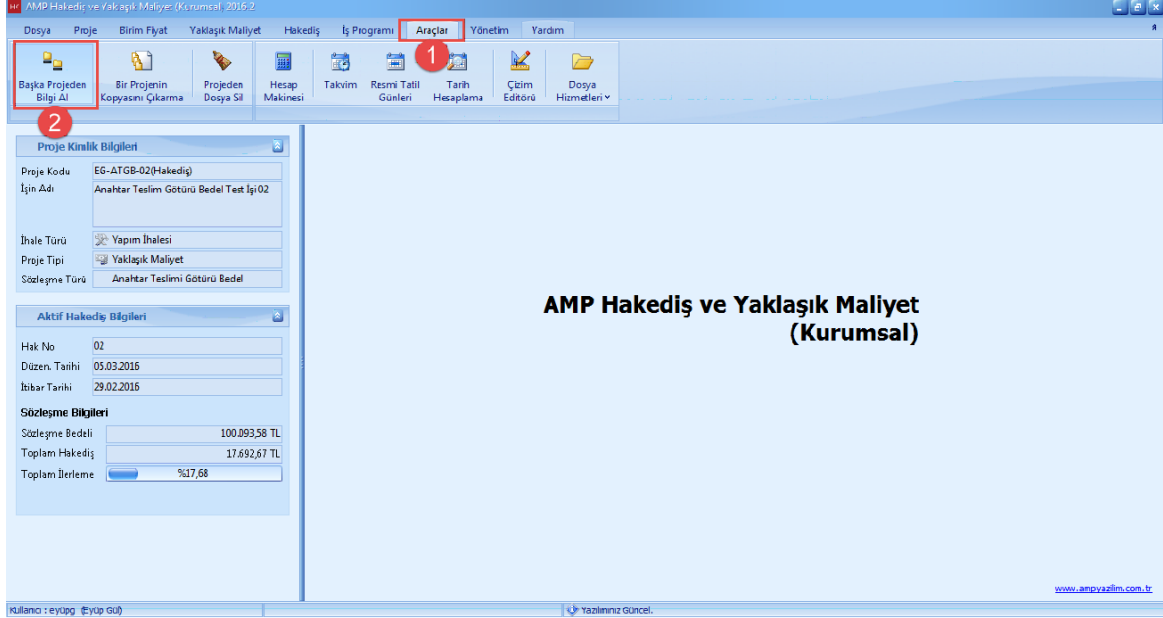 AMP Hakediş ve Yaklaşık Maliyet (Kurumsal) 2016-2
Dosya Proje Birim Fiyat Yaklaşık Maliyet Hakediş İş Programı Araçlar Yönetim Yardım
1
Başka Projeden Bilgi Al
Bir Projenin Kopyasını Çıkarma
Projeden Dosya Sil
Hesap Makinesi
Takvim
Resmi Tatil Günleri
Tarih Hesaplama
Çizim Editörü
Dosya Hizmetleri
2
Proje Kimlik Bilgileri
Proje Kodu EG-ATGB-02(Hakediş)
İşin Adı Anahtar Teslim Götürü Bedel Test İşi 02
İhale Türü Yapım İhalesi
Proje Tipi Yaklaşık Maliyet
Sözleşme Türü Anahtar Teslimi Götürü Bedel
Aktif Hakediş Bilgileri
Hak No 02
Düzen. Tarihi 05.03.2016
İtibar Tarihi 29.02.2016
Sözleşme Bilgileri
Sözleşme Bedeli 100.093,58 TL
Toplam Hakediş 17.692,67 TL
Toplam İlerleme %17,68
AMP Hakediş ve Yaklaşık Maliyet
(Kurumsal)
www.ampyazilim.com.tr
Kullanıcı : eyüpg (Eyüp Gül)
Yazılımınız Güncel.